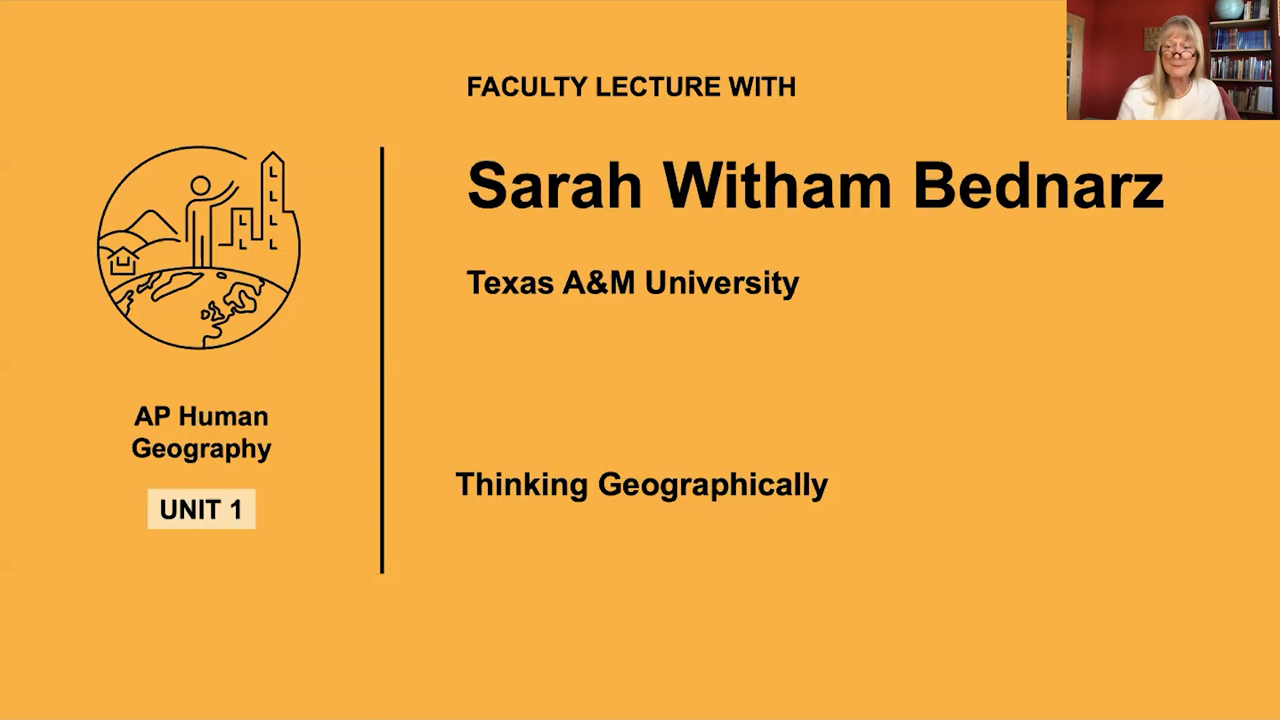 FACULTY LECTURE WITH
Sarah Witham Bednarz
Texas A&M University
Thinking Geographically
AP Human
Geography
UNIT 1